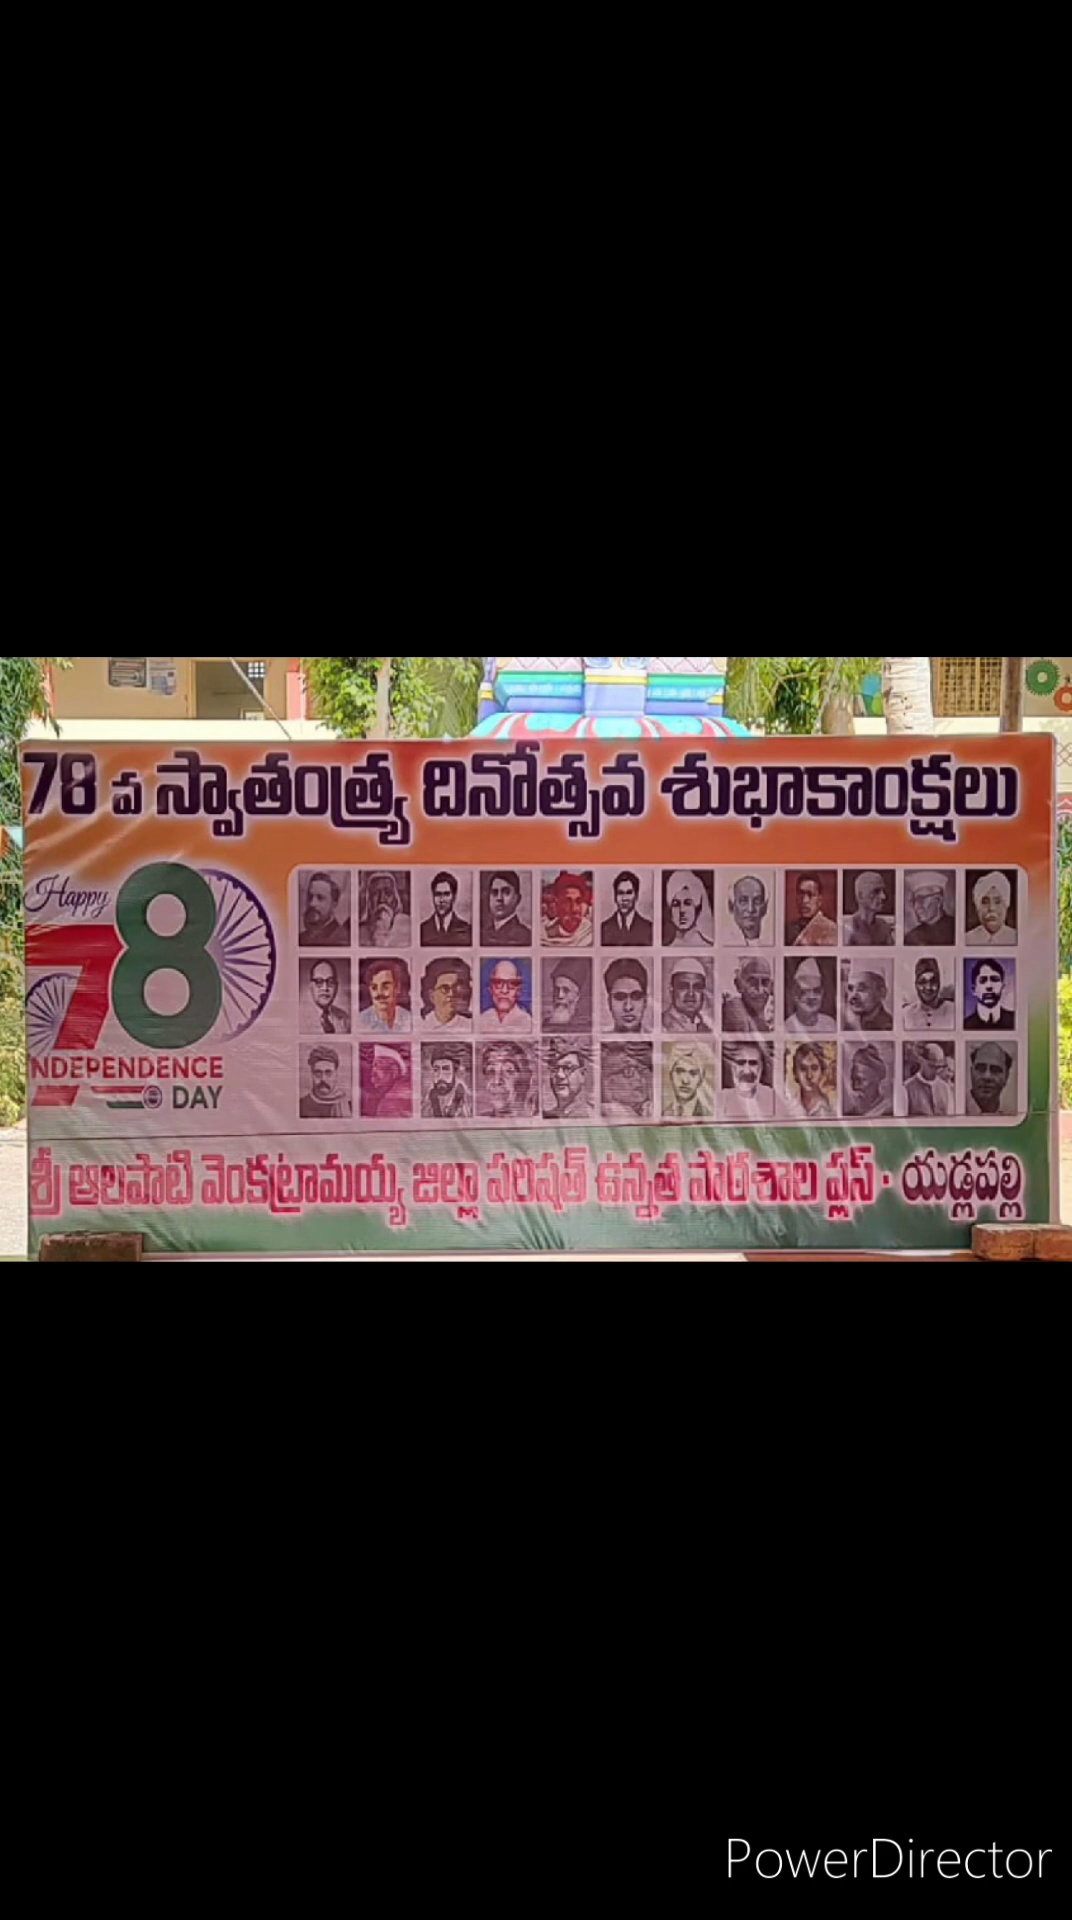 78 వ స్వాతంత్ర్య దినోత్సవ శుభాకాంక్షలు
Happy
78
INDEPENDENCE
DAY
శ్రీ ఆలపాటి వెంకట్రామయ్య జిల్లా పరిషత్ ఉన్నత పాఠశాల ప్లస్ - యడ్లపల్లి
PowerDirector